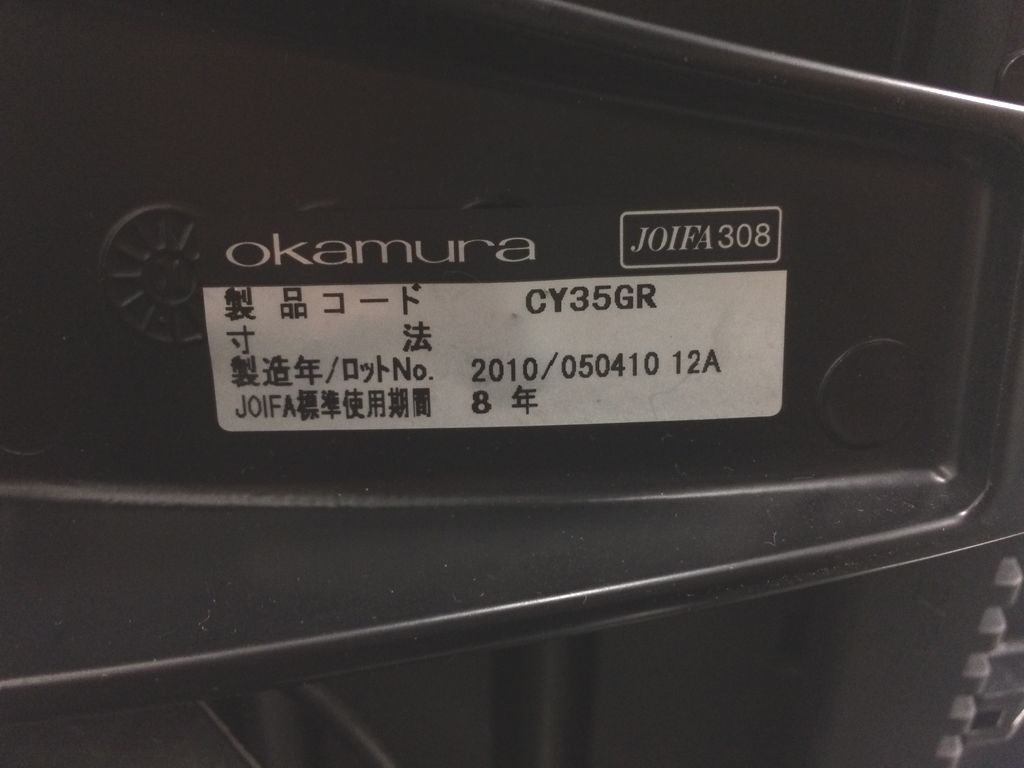 okamura JOIFA308
製品コード CY35GR
寸法
製造年/ロットNo. 2010/050410 12A
JOIFA標準使用期間 8年